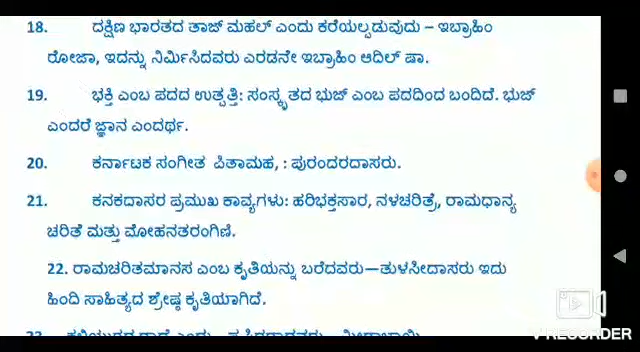 18. ದಕ್ಷಿಣ ಭಾರತದ ತಾಜ್ ಮಹಲ್ ಎಂದು ಕರೆಯಲ್ಪಡುವುದು – ಇಬ್ರಾಹಿಂ
ರೋಜಾ, ಇದನ್ನು ನಿರ್ಮಿಸಿದವರು ಎರಡನೇ ಇಬ್ರಾಹಿಂ ಆದಿಲ್ ಷಾ.
19. ಭಕ್ತಿ ಎಂಬ ಪದದ ಉತ್ಪತ್ತಿ: ಸಂಸ್ಕೃತದ ಭುಜ್ ಎಂಬ ಪದದಿಂದ ಬಂದಿದೆ. ಭುಜ್
ಎಂದರೆ ಜ್ಞಾನ ಎಂದರ್ಥ.
20. ಕರ್ನಾಟಕ ಸಂಗೀತ ಪಿತಾಮಹ, : ಪುರಂದರದಾಸರು.
21. ಕನಕದಾಸರ ಪ್ರಮುಖ ಕಾವ್ಯಗಳು: ಹರಿಭಕ್ತಸಾರ, ನಳಚರಿತ್ರೆ, ರಾಮಧಾನ್ಯ
ಚರಿತೆ ಮತ್ತು ಮೋಹನತರಂಗಿಣಿ.
22. ರಾಮಚರಿತಮಾನಸ ಎಂಬ ಕೃತಿಯನ್ನು ಬರೆದವರು—ತುಳಸೀದಾಸರು ಇದು
ಹಿಂದಿ ಸಾಹಿತ್ಯದ ಶ್ರೇಷ್ಠ ಕೃತಿಯಾಗಿದೆ.
V RECORDER